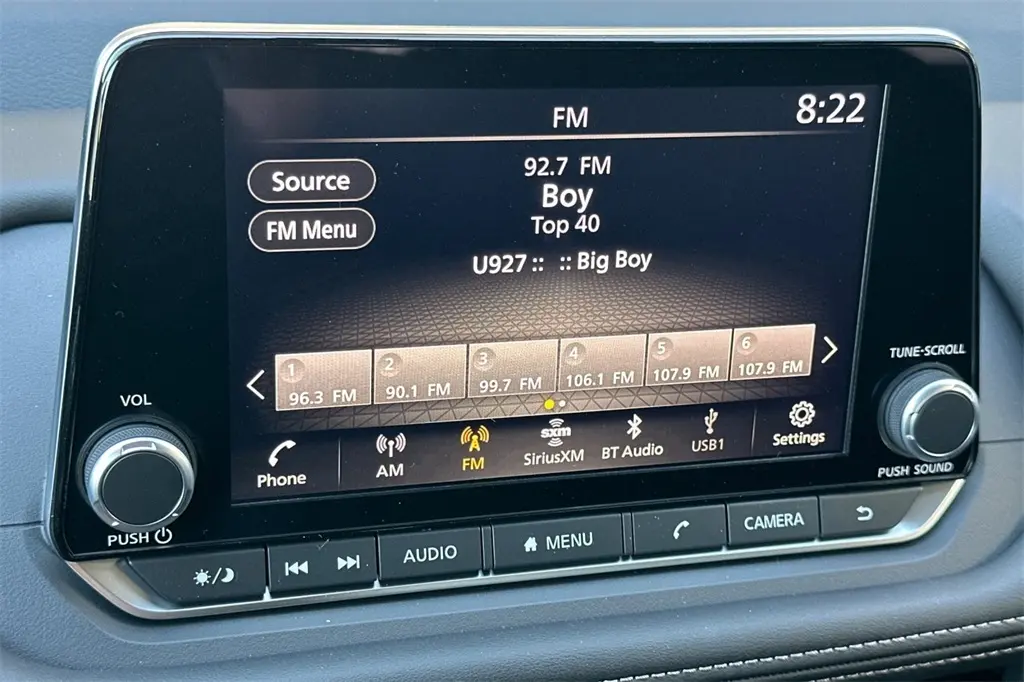 FM
8:22
Source
FM Menu
92.7 FM
Boy
Top 40
U927 :: :: Big Boy
1
96.3 FM
2
90.1 FM
3
99.7 FM
4
106.1 FM
5
107.9 FM
6
107.9 FM
Phone
AM
FM
sxm
SiriusXM
BT Audio
USB1
Settings
VOL
PUSH
TUNE·SCROLL
PUSH SOUND
AUDIO
MENU
CAMERA